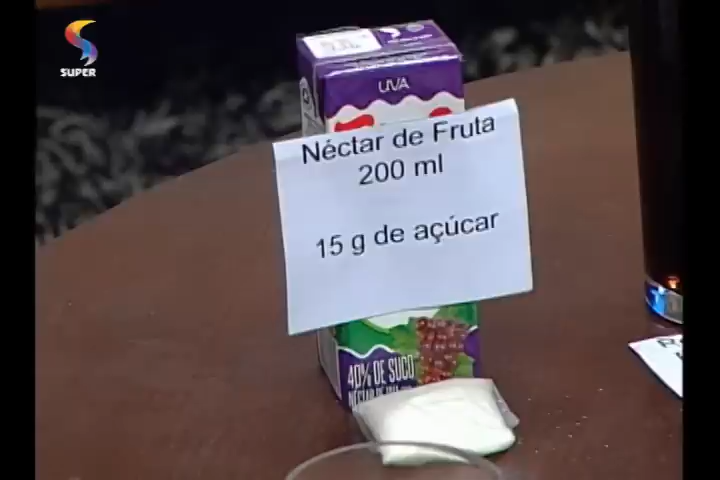 SUPER
UVA
Néctar de Fruta
200 ml
15 g de açúcar
40% DE SUCO